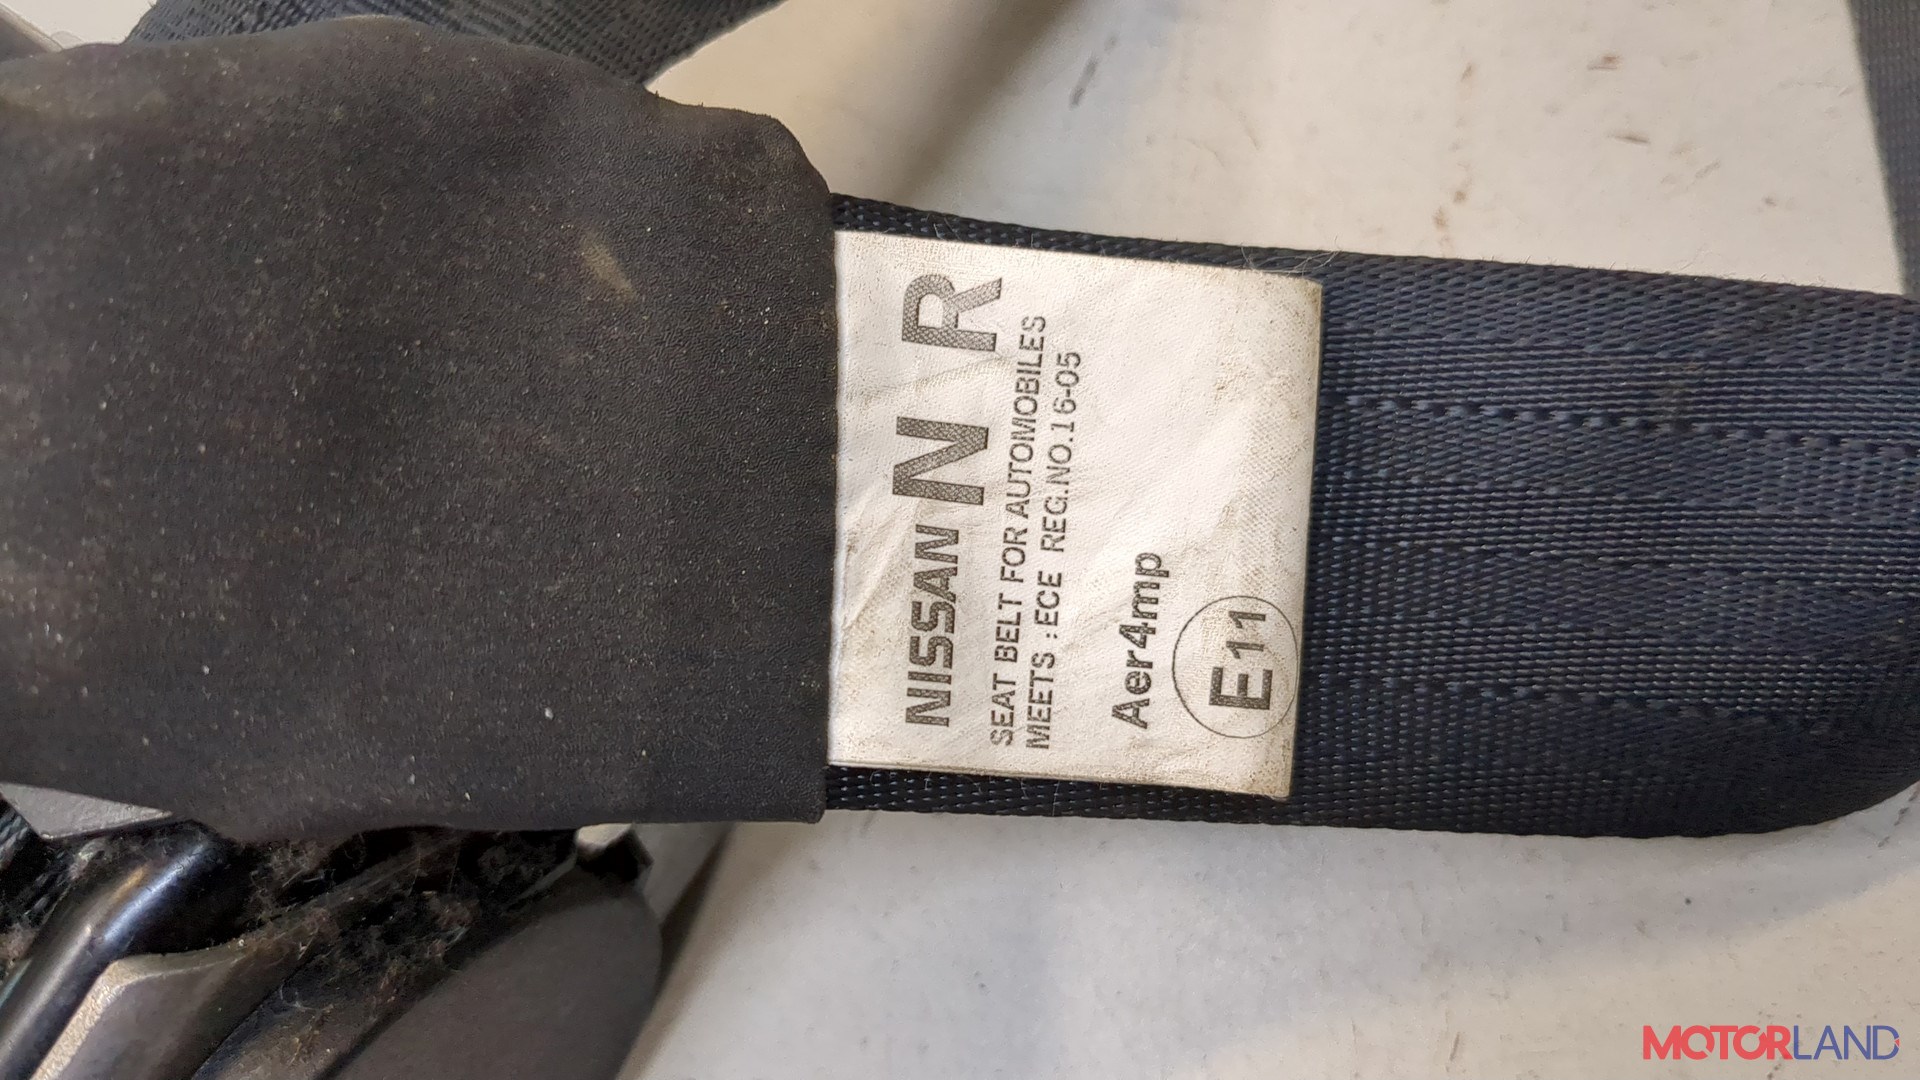 NISSAN N R
SEAT BELT FOR AUTOMOBILES
MEETS : ECE REG.NO.16-05
Aer4mp
E11
MOTORLAND